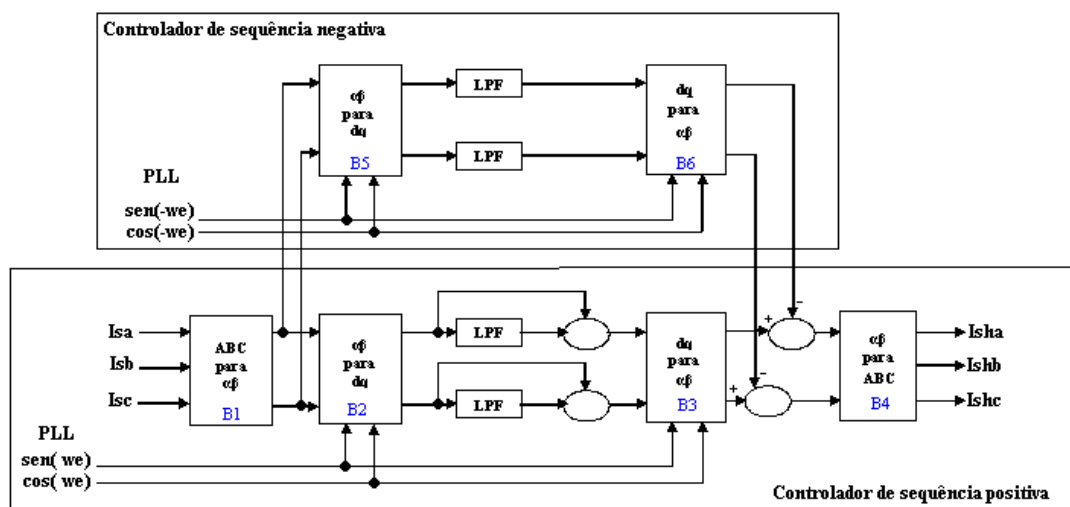 Controlador de sequência negativa
αβ
para
dq
B5
LPF
LPF
dq
para
αβ
B6
PLL
sen(-we)
cos(-we)
-
-
+
+
Isa
Isb
Isc
ABC
para
αβ
B1
αβ
para
dq
B2
LPF
LPF
dq
para
αβ
B3
αβ
para
ABC
B4
Isha
Ishb
Ishc
PLL
sen( we)
cos( we)
Controlador de sequência positiva